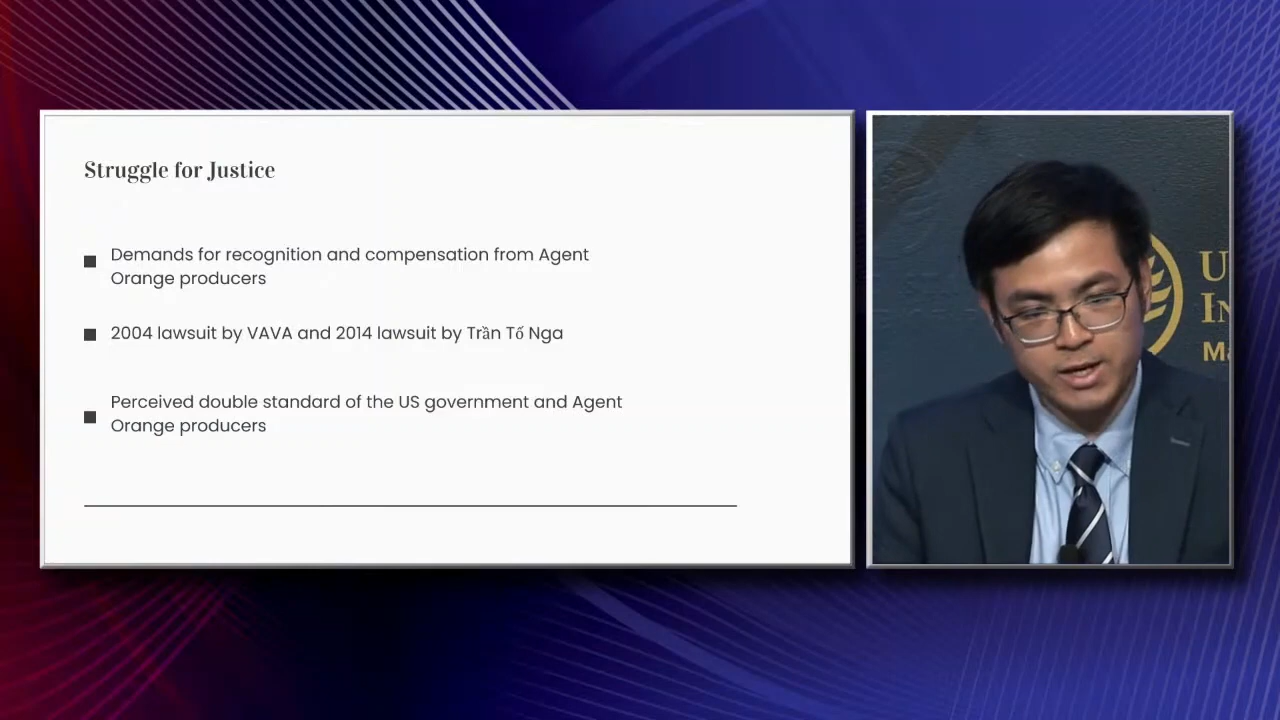 Struggle for Justice
Demands for recognition and compensation from Agent
Orange producers
2004 lawsuit by VAVA and 2014 lawsuit by Trần Tố Nga
Perceived double standard of the US government and Agent
Orange producers